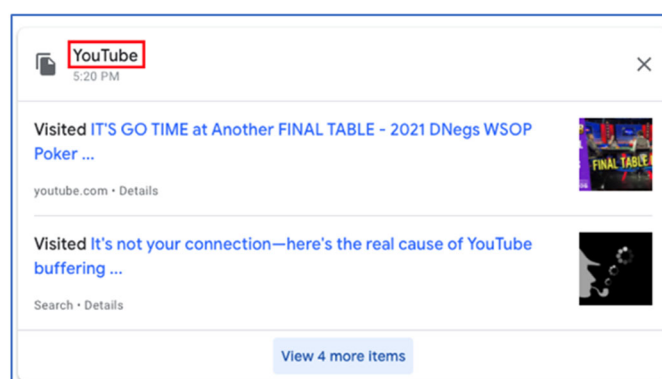 YouTube
5:20 PM
Visited IT'S GO TIME at Another FINAL TABLE - 2021 DNegs WSOP
Poker ...
FINAL TABLE
youtube.com • Details
Visited It's not your connection—here's the real cause of YouTube
buffering ...
Search • Details
View 4 more items